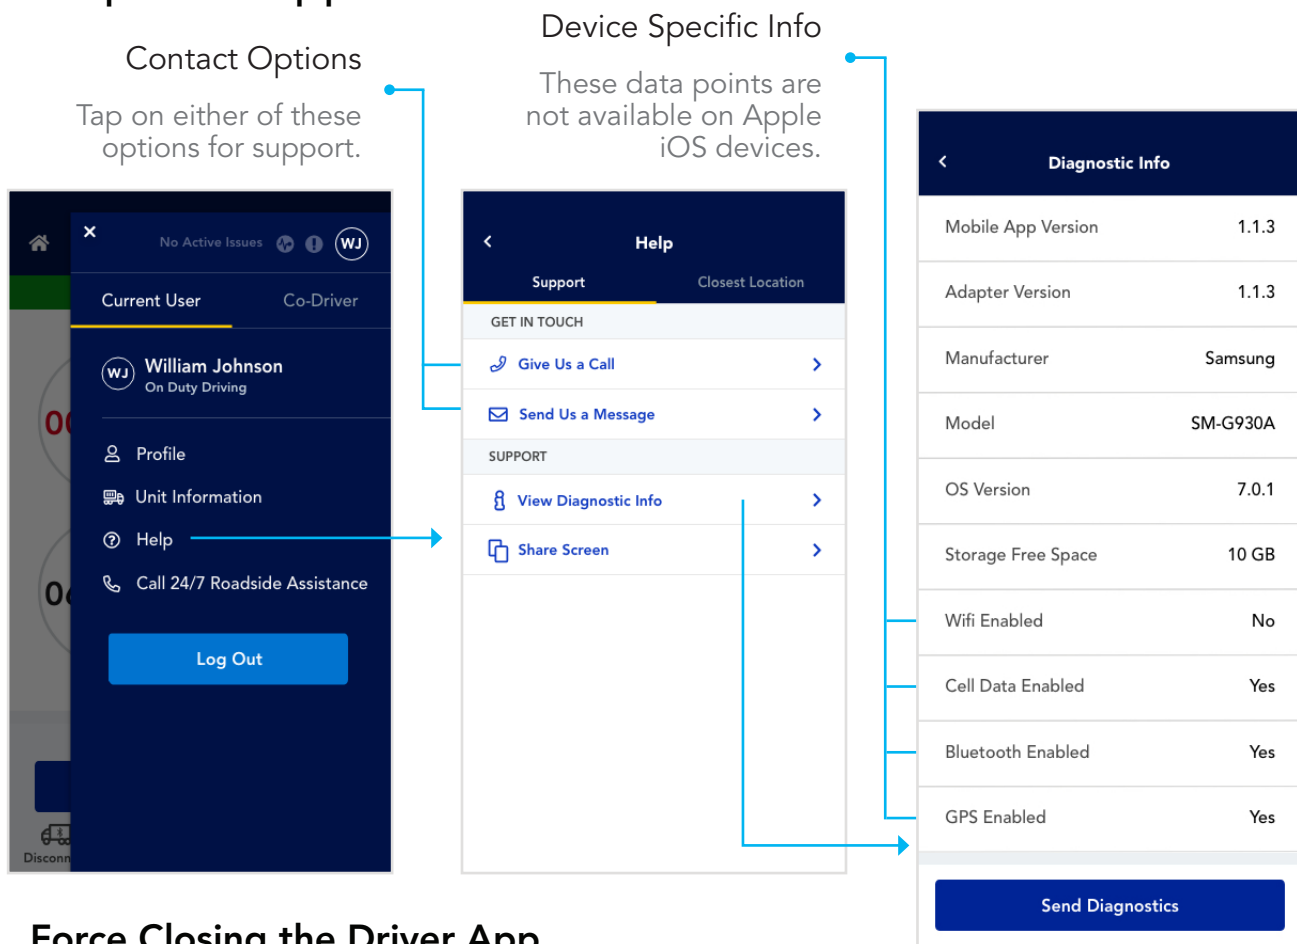 Contact Options
Tap on either of these
options for support.
Device Specific Info
These data points are
not available on Apple
iOS devices.
No Active Issues
WJ
Current User
Co-Driver
WJ
William Johnson
On Duty Driving
Profile
Unit Information
Help
Call 24/7 Roadside Assistance
Log Out
Help
Support
Closest Location
GET IN TOUCH
Give Us a Call
Send Us a Message
SUPPORT
View Diagnostic Info
Share Screen
Diagnostic Info
Mobile App Version 1.1.3
Adapter Version 1.1.3
Manufacturer Samsung
Model SM-G930A
OS Version 7.0.1
Storage Free Space 10 GB
Wifi Enabled No
Cell Data Enabled Yes
Bluetooth Enabled Yes
GPS Enabled Yes
Send Diagnostics
Force Closing the Driver App